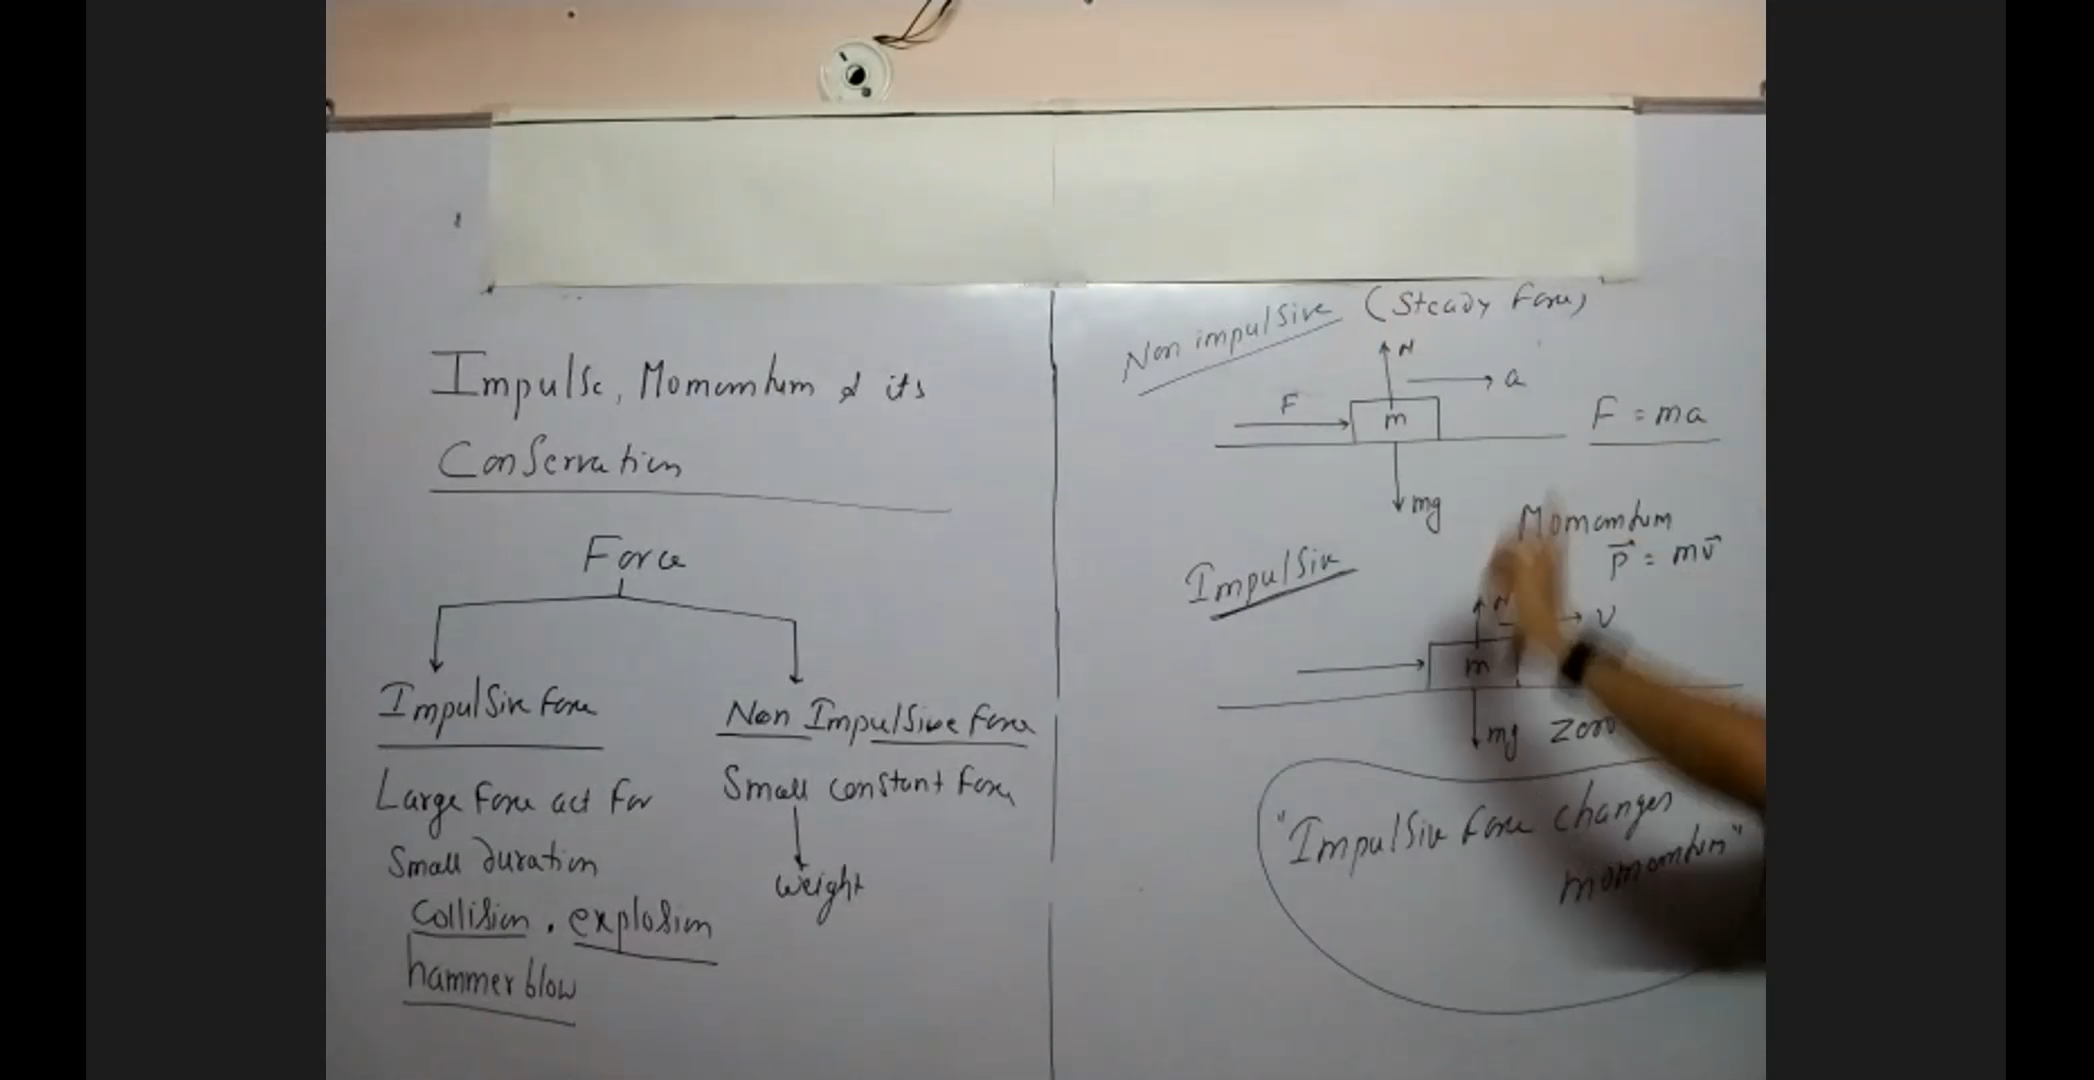 Impulse, Momentum & its
Conservation
Force
Impulsive force
Large force act for
Small duration
Collision, explosion
hammer blow
Non Impulsive force
Small constant force
weight
Non impulsive (Steady force)
N
a
F
m
F = ma
mg
Momentum
p⃗ = mv⃗
Impulsive
N
v
m
mg
"Impulsive force changes
momentum"